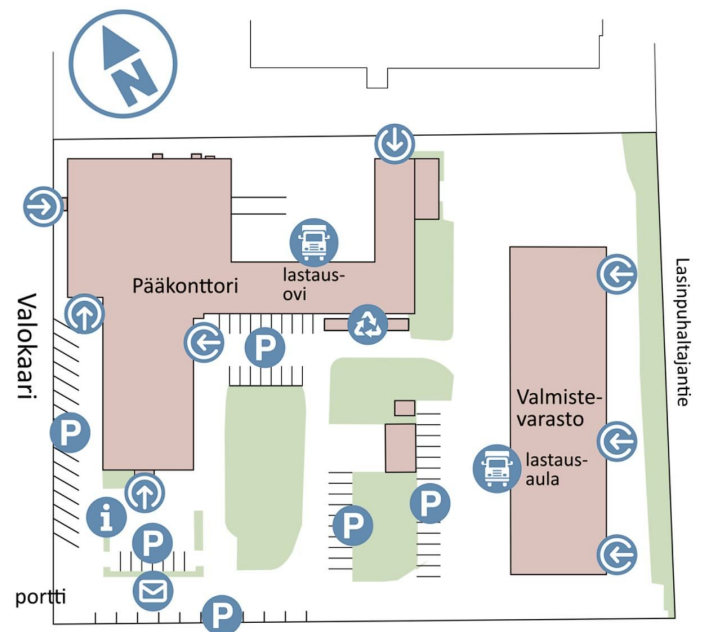 N
Pääkonttori
lastaus-
ovi
Valokaari
Lasinpuhaltajantie
P
P
Valmiste-
varasto
lastaus-
aula
i
P
P
P
portti
P